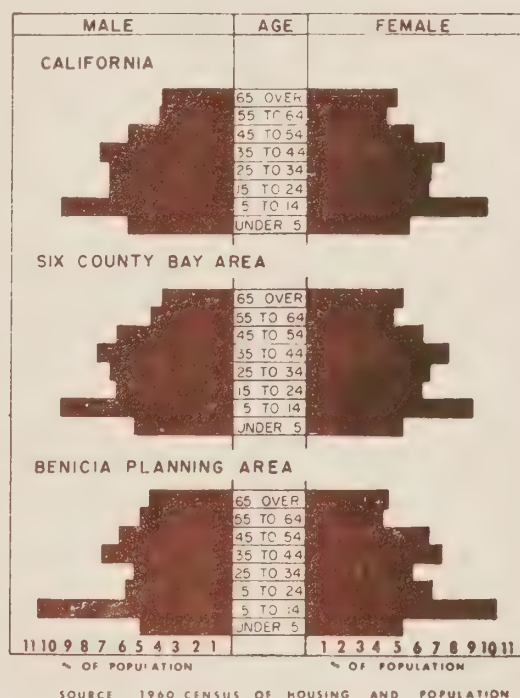 MALE AGE FEMALE
CALIFORNIA
65 OVER
55 TO 64
45 TO 54
35 TO 44
25 TO 34
15 TO 24
5 TO 14
UNDER 5
SIX COUNTY BAY AREA
65 OVER
55 TO 64
45 TO 54
35 TO 44
25 TO 34
15 TO 24
5 TO 14
UNDER 5
BENICIA PLANNING AREA
65 OVER
55 TO 64
45 TO 54
35 TO 44
25 TO 34
5 TO 24
5 TO 14
UNDER 5
11 10 9 8 7 6 5 4 3 2 1 1 2 3 4 5 6 7 8 9 10 11
% OF POPULATION % OF POPULATION
SOURCE 1960 CENSUS OF HOUSING AND POPULATION